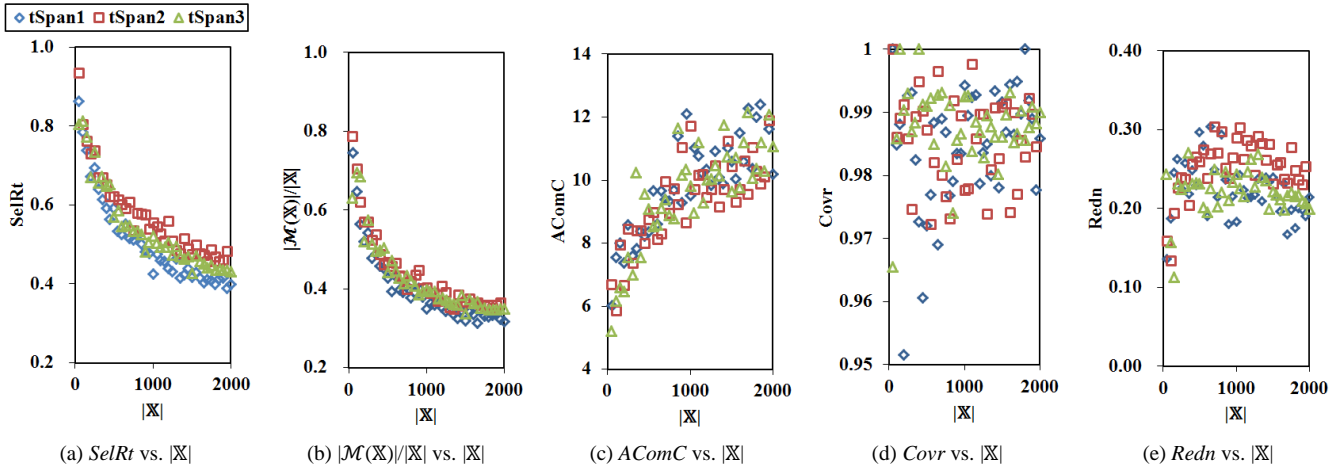 tSpan1 tSpan2 tSpan3
SelRt
1.0
0.8
0.6
0.4
0.2
0 1000 2000
|𝕏|
(a) SelRt vs. |𝕏|
|ℳ(𝕏)|/|𝕏|
1.0
0.8
0.6
0.4
0.2
0 1000 2000
|𝕏|
(b) |ℳ(𝕏)|/|𝕏| vs. |𝕏|
AComC
14
12
10
8
6
4
0 1000 2000
|𝕏|
(c) AComC vs. |𝕏|
Covr
1
0.99
0.98
0.97
0.96
0.95
0 1000 2000
|𝕏|
(d) Covr vs. |𝕏|
Redn
0.40
0.30
0.20
0.10
0.00
0 1000 2000
|𝕏|
(e) Redn vs. |𝕏|